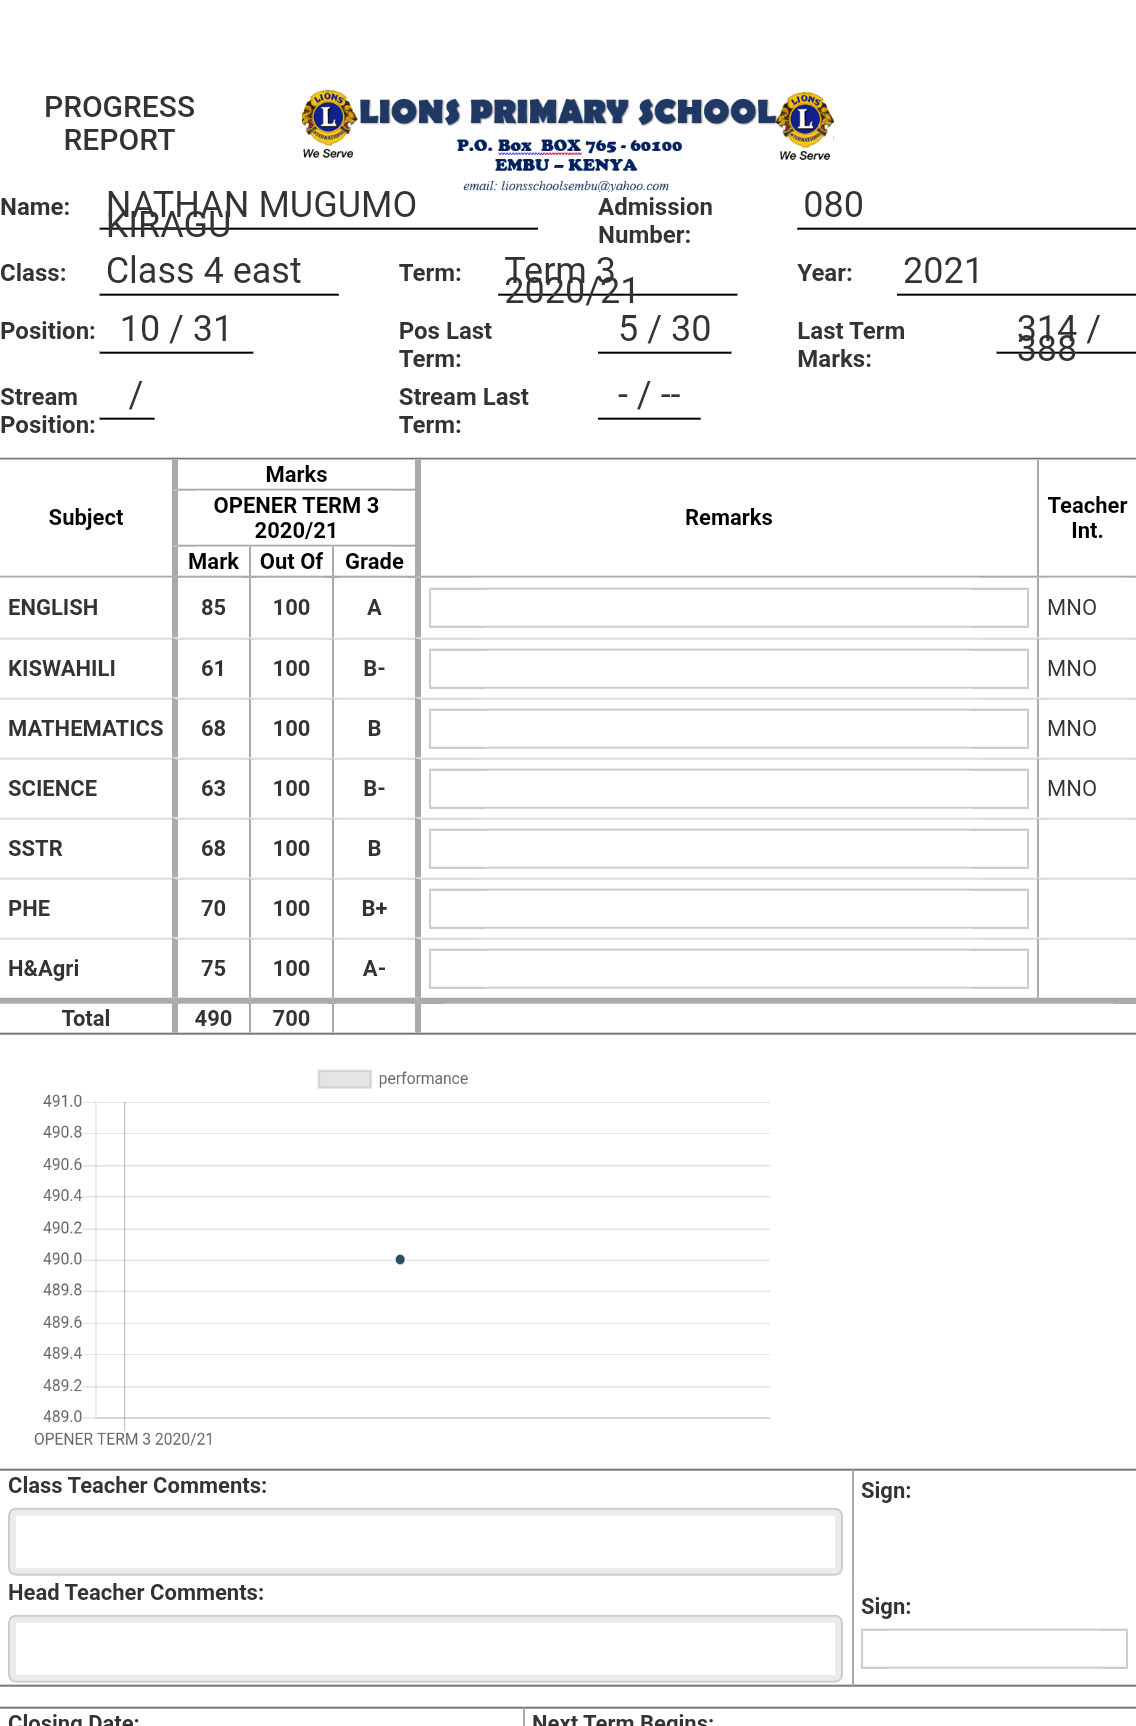 PROGRESS
REPORT
LIONS PRIMARY SCHOOL
We Serve
We Serve
P.O. Box BOX 765 - 60100
EMBU – KENYA
email: lionsschoolsembu@yahoo.com
Name: NATHAN MUGUMO KIRAGU Admission Number: 080
Class: Class 4 east Term: Term 3 2020/21 Year: 2021
Position: 10 / 31 Pos Last Term: 5 / 30 Last Term Marks: 314 / 388
Stream Position: / Stream Last Term: - / --
Subject Marks Remarks Teacher Int.
OPENER TERM 3 2020/21
Mark Out Of Grade
ENGLISH 85 100 A MNO
KISWAHILI 61 100 B- MNO
MATHEMATICS 68 100 B MNO
SCIENCE 63 100 B- MNO
SSTR 68 100 B
PHE 70 100 B+
H&Agri 75 100 A-
Total 490 700
performance
491.0
490.8
490.6
490.4
490.2
490.0
489.8
489.6
489.4
489.2
489.0
OPENER TERM 3 2020/21
Class Teacher Comments: Sign:
Head Teacher Comments: Sign:
Closing Date: Next Term Begins: